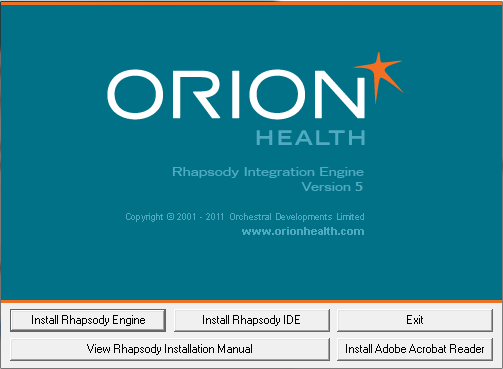 ORION
HEALTH
Rhapsody Integration Engine
Version 5
Copyright © 2001 - 2011 Orchestral Developments Limited
www.orionhealth.com
Install Rhapsody Engine
Install Rhapsody IDE
Exit
View Rhapsody Installation Manual
Install Adobe Acrobat Reader